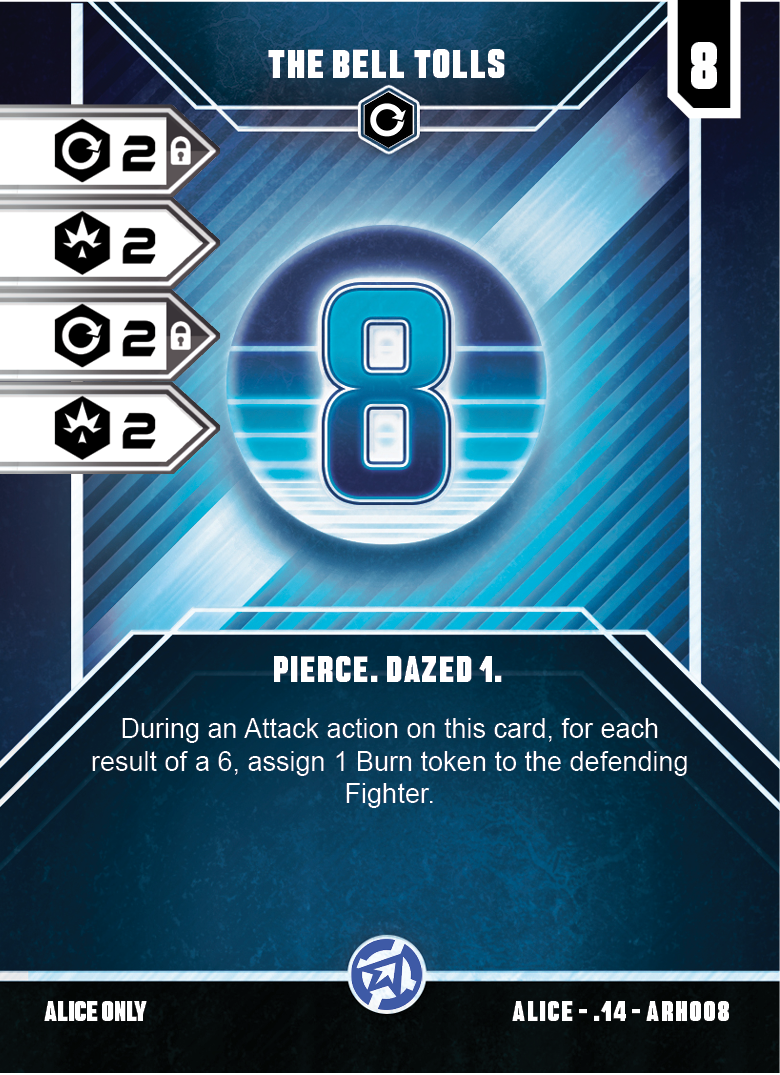 THE BELL TOLLS
8
2
2
2
2
8
PIERCE. DAZED 1.
During an Attack action on this card, for each
result of a 6, assign 1 Burn token to the defending
Fighter.
ALICE ONLY
ALICE - .14 - ARH008